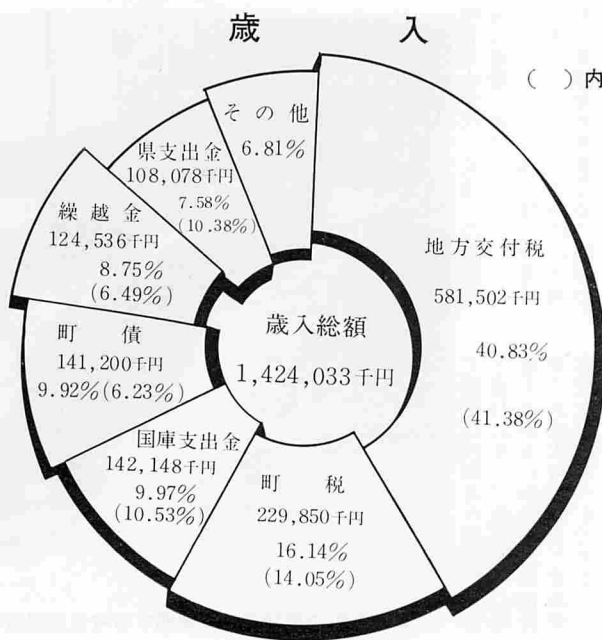 歳入
( )内
その他
6.81%
県支出金
108,078千円
7.58%
(10.38%)
繰越金
124,536千円
8.75%
(6.49%)
町債
141,200千円
9.92%(6.23%)
国庫支出金
142,148千円
9.97%
(10.53%)
町税
229,850千円
16.14%
(14.05%)
地方交付税
581,502千円
40.83%
(41.38%)
歳入総額
1,424,033千円